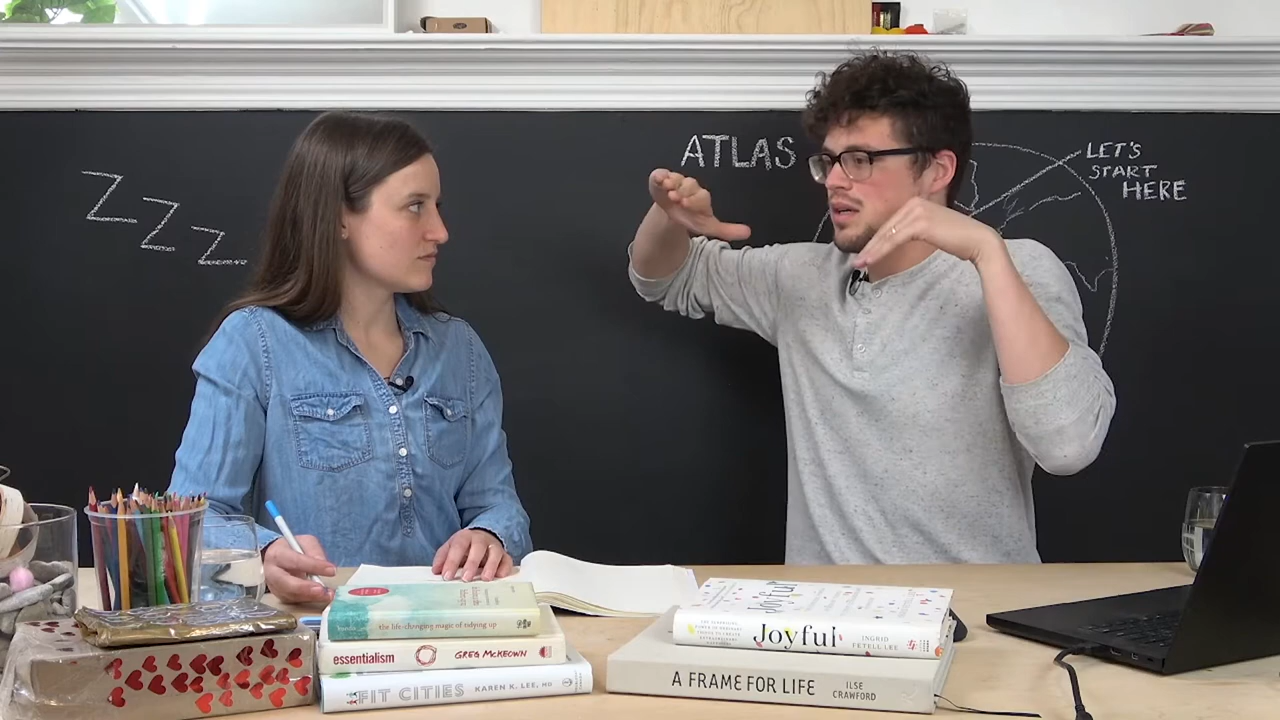 ATLAS
LET'S
START
HERE
ZZZ
the life-changing magic of tidying up
essentialism GREG MCKEOWN
FIT CITIES KAREN K. LEE, MD
Joyful
Joyful INGRID
FETELL LEE
A FRAME FOR LIFE ILSE
CRAWFORD